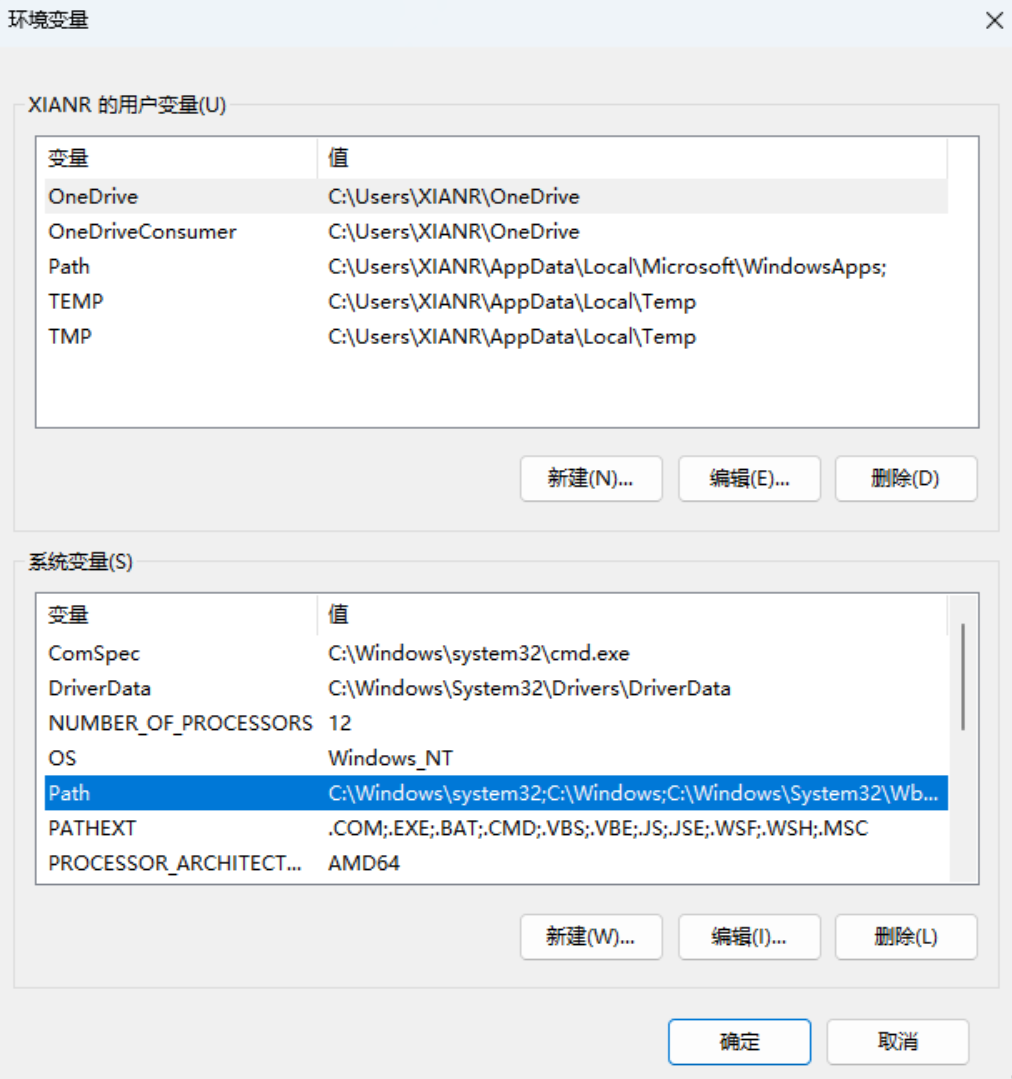 环境变量
XIANR 的用户变量(U)
变量 值
OneDrive C:\Users\XIANR\OneDrive
OneDriveConsumer C:\Users\XIANR\OneDrive
Path C:\Users\XIANR\AppData\Local\Microsoft\WindowsApps;
TEMP C:\Users\XIANR\AppData\Local\Temp
TMP C:\Users\XIANR\AppData\Local\Temp
新建(N)... 编辑(E)... 删除(D)
系统变量(S)
变量 值
ComSpec C:\Windows\system32\cmd.exe
DriverData C:\Windows\System32\Drivers\DriverData
NUMBER_OF_PROCESSORS 12
OS Windows_NT
Path C:\Windows\system32;C:\Windows;C:\Windows\System32\Wb...
PATHEXT .COM;.EXE;.BAT;.CMD;.VBS;.VBE;.JS;.JSE;.WSF;.WSH;.MSC
PROCESSOR_ARCHITECT... AMD64
新建(W)... 编辑(I)... 删除(L)
确定 取消